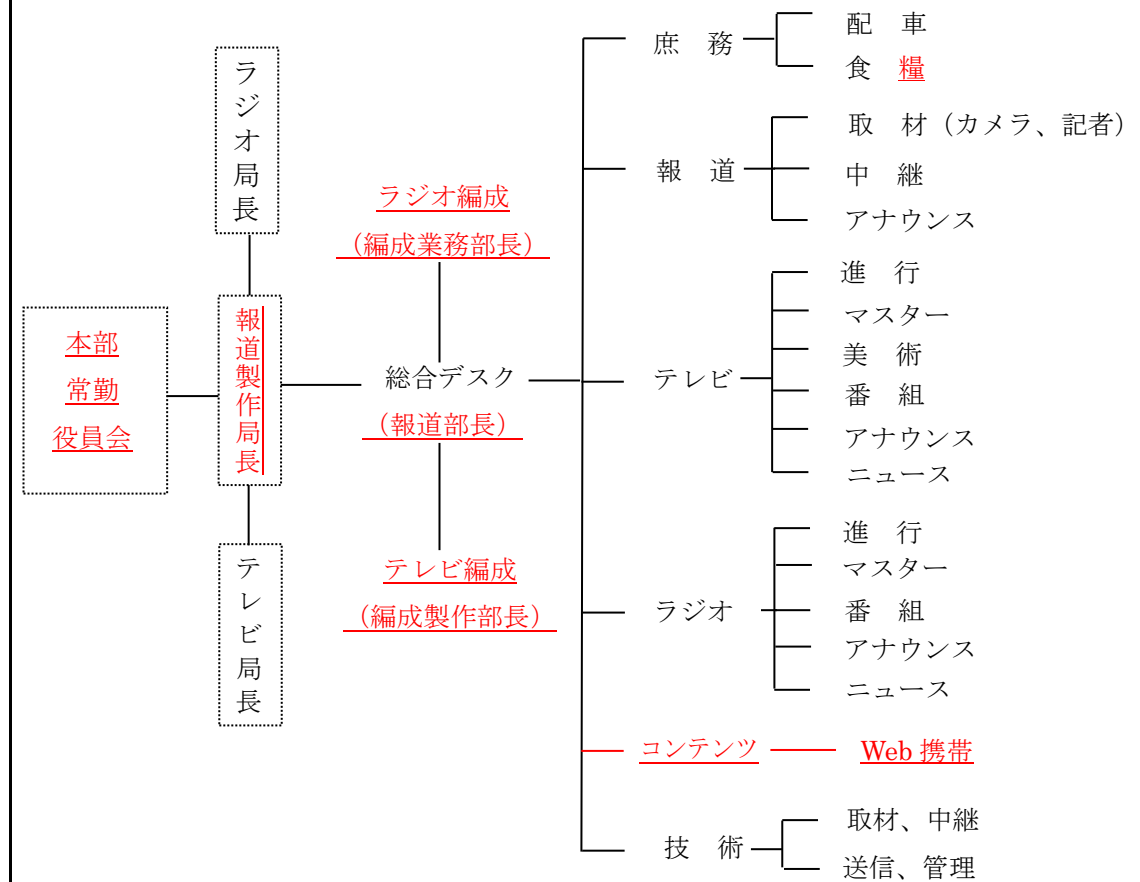 ラジオ局長
本部
常勤
役員会
報道製作局長
テレビ局長
ラジオ編成
（編成業務部長）
総合デスク
（報道部長）
テレビ編成
（編成製作部長）
庶　務
配　車
食　糧
報　道
取　材（カメラ、記者）
中　継
アナウンス
テレビ
進　行
マスター
美　術
番　組
アナウンス
ニュース
ラジオ
進　行
マスター
番　組
アナウンス
ニュース
コンテンツ
Web 携帯
技　術
取材、中継
送信、管理